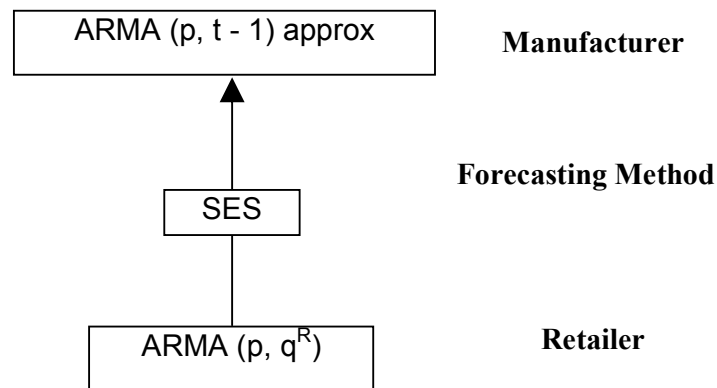 ARMA (p, t - 1) approx
Manufacturer
Forecasting Method
SES
ARMA (p, q^R)
Retailer